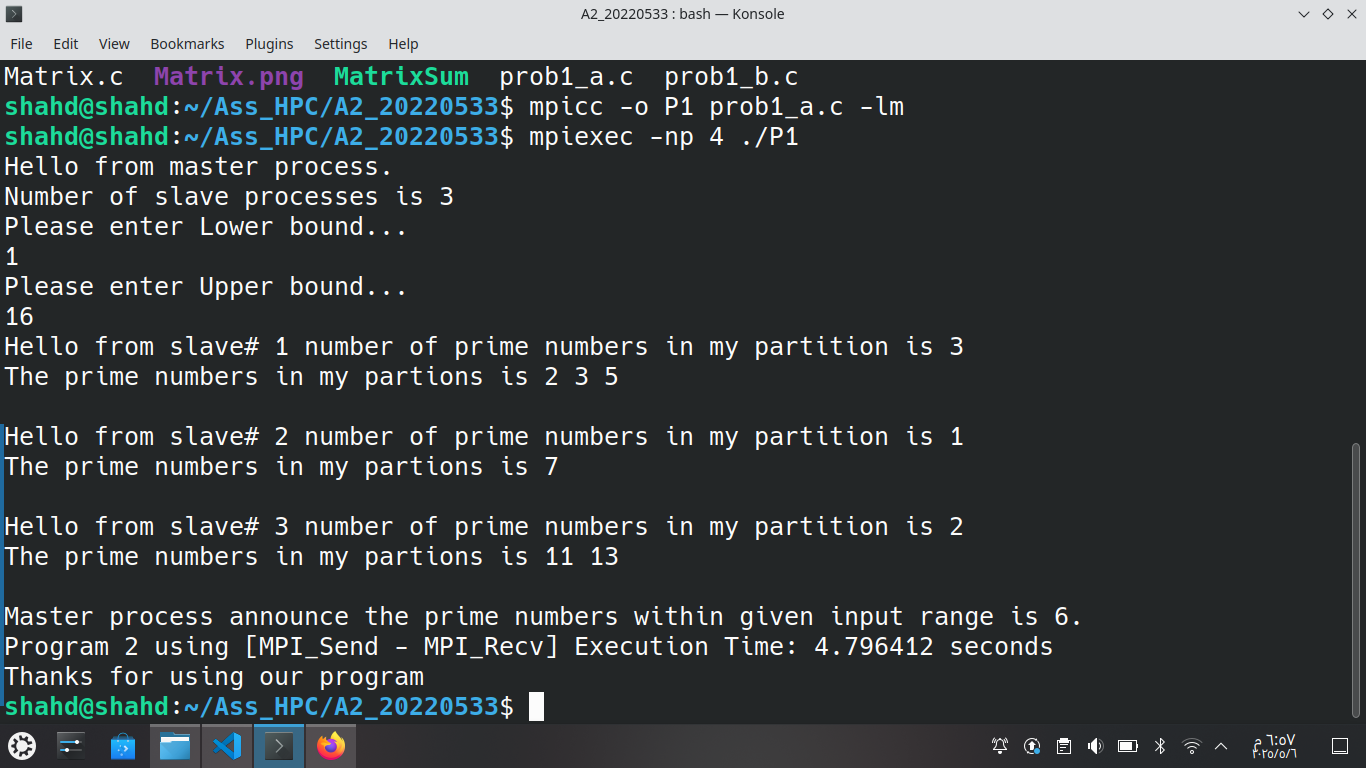 A2_20220533 : bash — Konsole
File Edit View Bookmarks Plugins Settings Help
Matrix.c Matrix.png MatrixSum prob1_a.c prob1_b.c
shahd@shahd:~/Ass_HPC/A2_20220533$ mpicc -o P1 prob1_a.c -lm
shahd@shahd:~/Ass_HPC/A2_20220533$ mpiexec -np 4 ./P1
Hello from master process.
Number of slave processes is 3
Please enter Lower bound...
1
Please enter Upper bound...
16
Hello from slave# 1 number of prime numbers in my partition is 3
The prime numbers in my partions is 2 3 5
Hello from slave# 2 number of prime numbers in my partition is 1
The prime numbers in my partions is 7
Hello from slave# 3 number of prime numbers in my partition is 2
The prime numbers in my partions is 11 13
Master process announce the prime numbers within given input range is 6.
Program 2 using [MPI_Send - MPI_Recv] Execution Time: 4.796412 seconds
Thanks for using our program
shahd@shahd:~/Ass_HPC/A2_20220533$
٦:٥٧ م
٢٠٢٥/٥/٦